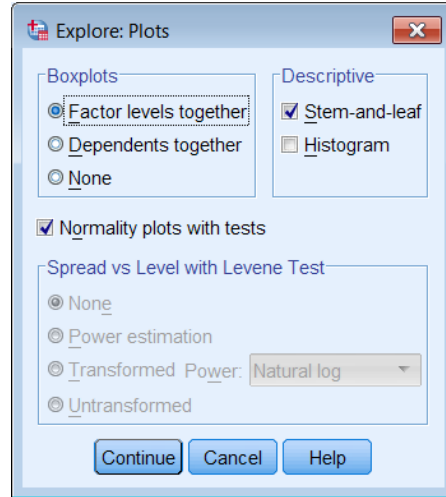 Explore: Plots
Boxplots
Factor levels together
Dependents together
None
Descriptive
Stem-and-leaf
Histogram
Normality plots with tests
Spread vs Level with Levene Test
None
Power estimation
Transformed Power: Natural log
Untransformed
Continue Cancel Help